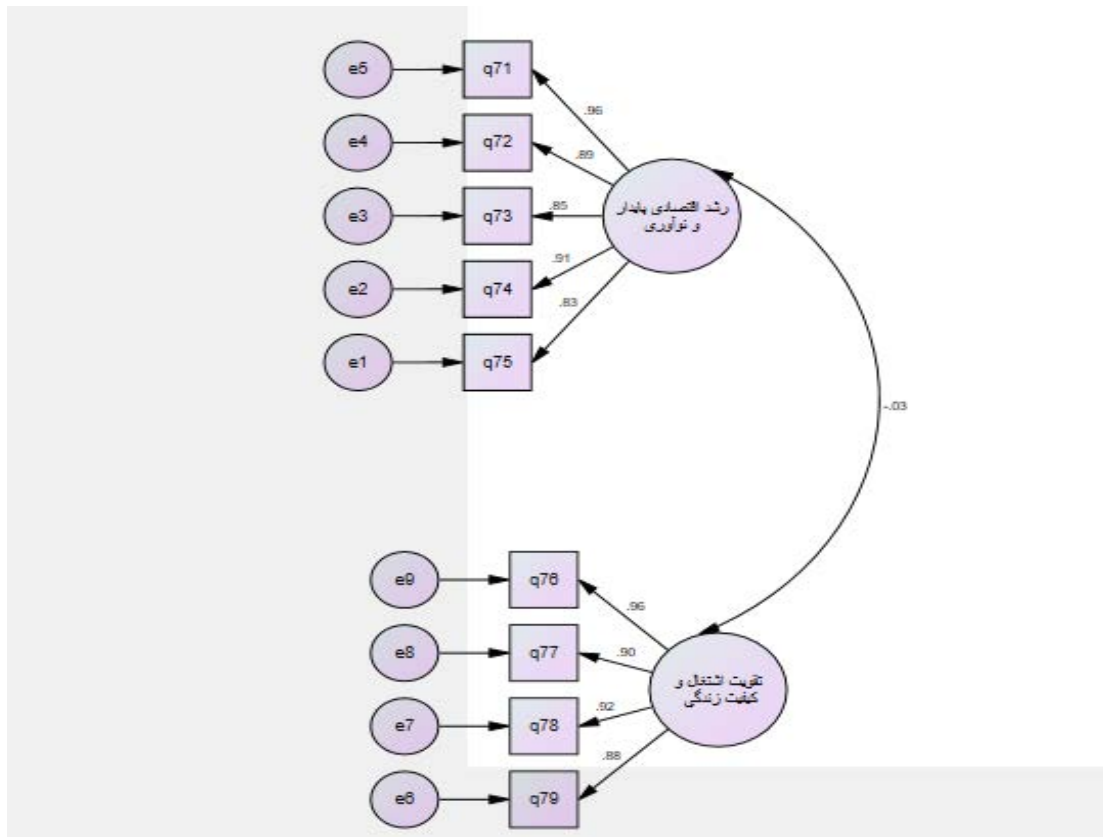 e5
q71
.96
e4
q72
.89
رشد اقتصادی پایدار
و نوآوری
e3
q73
.85
e2
q74
.91
e1
q75
.83
-.03
e9
q76
.96
e8
q77
.90
تقویت اشتغال و
کیفیت زندگی
e7
q78
.92
e6
q79
.88